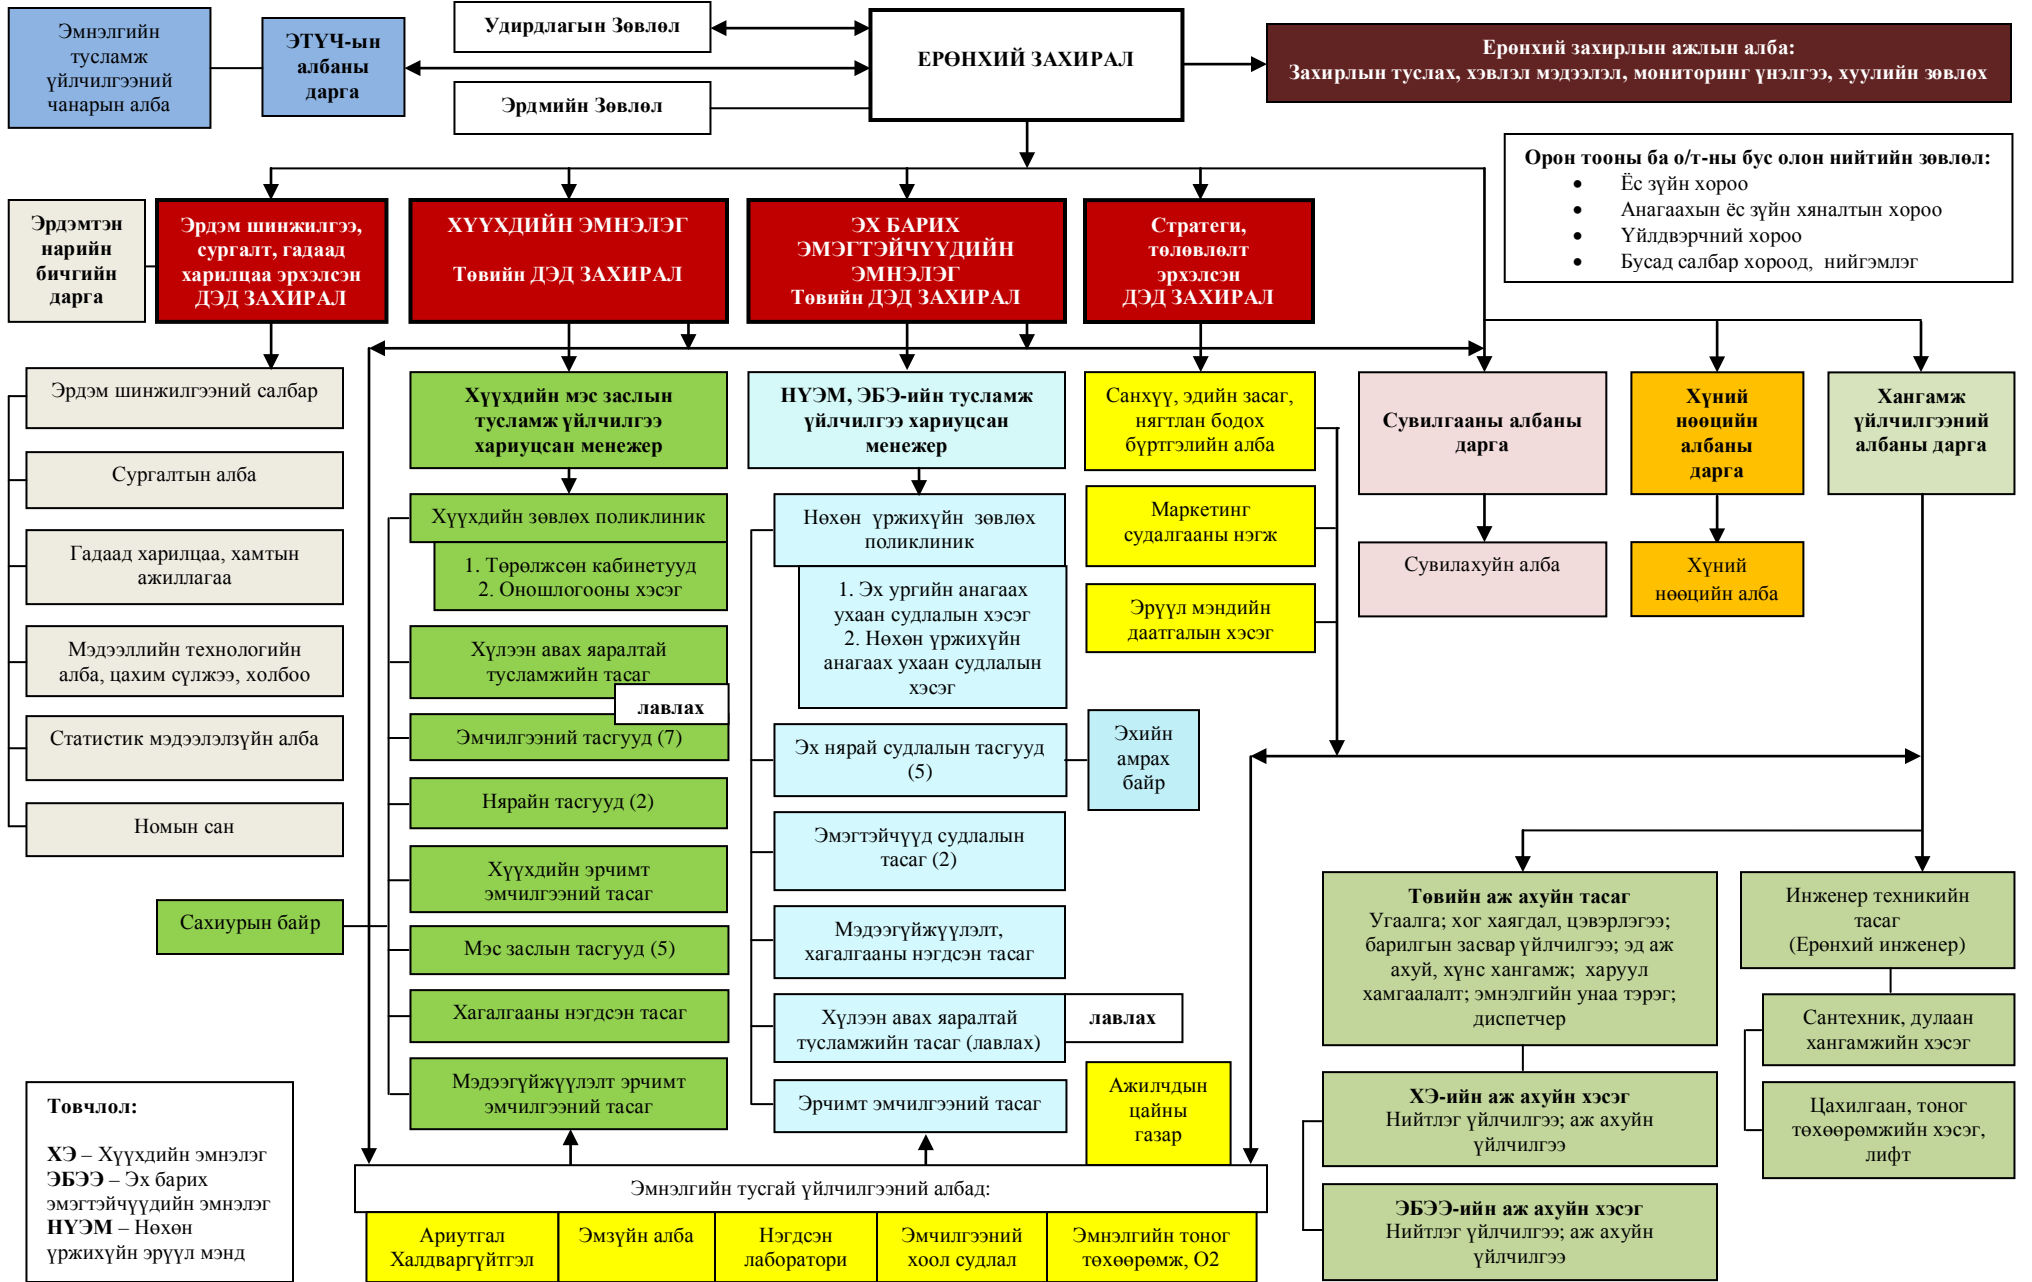 Эмнэлгийн
тусламж
үйлчилгээний
чанарын алба
ЭТҮЧ-ын
албаны
дарга
Удирдлагын Зөвлөл
Эрдмийн Зөвлөл
ЕРӨНХИЙ ЗАХИРАЛ
Ерөнхий захирлын ажлын алба:
Захирлын туслах, хэвлэл мэдээлэл, мониторинг үнэлгээ, хуулийн зөвлөх
Орон тооны ба о/т-ны бус олон нийтийн зөвлөл:
• Ёс зүйн хороо
• Анагаахын ёс зүйн хяналтын хороо
• Үйлдвэрчний хороо
• Бусад салбар хороод, нийгэмлэг
Эрдэмтэн
нарийн
бичгийн
дарга
Эрдэм шинжилгээ,
сургалт, гадаад
харилцаа эрхэлсэн
ДЭД ЗАХИРАЛ
ХҮҮХДИЙН ЭМНЭЛЭГ
Төвийн ДЭД ЗАХИРАЛ
ЭХ БАРИХ
ЭМЭГТЭЙЧҮҮДИЙН
ЭМНЭЛЭГ
Төвийн ДЭД ЗАХИРАЛ
Стратеги,
төлөвлөлт
эрхэлсэн
ДЭД ЗАХИРАЛ
Эрдэм шинжилгээний салбар
Сургалтын алба
Гадаад харилцаа, хамтын
ажиллагаа
Мэдээллийн технологийн
алба, цахим сүлжээ, холбоо
Статистик мэдээлэлзүйн алба
Номын сан
Сахиурын байр
Хүүхдийн мэс заслын
тусламж үйлчилгээ
хариуцсан менежер
Хүүхдийн зөвлөх поликлиник
1. Төрөлжсөн кабинетууд
2. Оношлогооны хэсэг
Хүлээн авах яаралтай
тусламжийн тасаг
лавлах
Эмчилгээний тасгууд (7)
Нярайн тасгууд (2)
Хүүхдийн эрчимт
эмчилгээний тасаг
Мэс заслын тасгууд (5)
Хагалгааны нэгдсэн тасаг
Мэдээгүйжүүлэлт эрчимт
эмчилгээний тасаг
НҮЭМ, ЭБЭ-ийн тусламж
үйлчилгээ хариуцсан
менежер
Нөхөн үржихүйн зөвлөх
поликлиник
1. Эх ургийн анагаах
ухаан судлалын хэсэг
2. Нөхөн үржихүйн
анагаах ухаан судлалын
хэсэг
Эх нярай судлалын тасгууд
(5)
Эхийн
амрах
байр
Эмэгтэйчүүд судлалын
тасаг (2)
Мэдээгүйжүүлэлт,
хагалгааны нэгдсэн тасаг
Хүлээн авах яаралтай
тусламжийн тасаг (лавлах)
лавлах
Эрчимт эмчилгээний тасаг
Санхүү, эдийн засаг,
нягтлан бодох
бүртгэлийн алба
Маркетинг
судалгааны нэгж
Эрүүл мэндийн
даатгалын хэсэг
Сувилгааны албаны
дарга
Сувилахуйн алба
Хүний
нөөцийн
албаны
дарга
Хүний
нөөцийн алба
Хангамж
үйлчилгээний
албаны дарга
Төвийн аж ахуйн тасаг
Угаалга; хог хаягдал, цэвэрлэгээ;
барилгын засвар үйлчилгээ; эд аж
ахуй, хүнс хангамж; харуул
хамгаалалт; эмнэлгийн унаа тэрэг;
диспетчер
ХЭ-ийн аж ахуйн хэсэг
Нийтлэг үйлчилгээ; аж ахуйн
үйлчилгээ
ЭБЭЭ-ийн аж ахуйн хэсэг
Нийтлэг үйлчилгээ; аж ахуйн
үйлчилгээ
Инженер техникийн
тасаг
(Ерөнхий инженер)
Сантехник, дулаан
хангамжийн хэсэг
Цахилгаан, тоног
төхөөрөмжийн хэсэг,
лифт
Товчлол:
ХЭ – Хүүхдийн эмнэлэг
ЭБЭЭ – Эх барих
эмэгтэйчүүдийн эмнэлэг
НҮЭМ – Нөхөн
үржихүйн эрүүл мэнд
Ажилчдын
цайны
газар
Эмнэлгийн тусгай үйлчилгээний албад:
Ариутгал
Халдваргүйтгэл
Эмзүйн алба
Нэгдсэн
лаборатори
Эмчилгээний
хоол судлал
Эмнэлгийн тоног
төхөөрөмж, О2